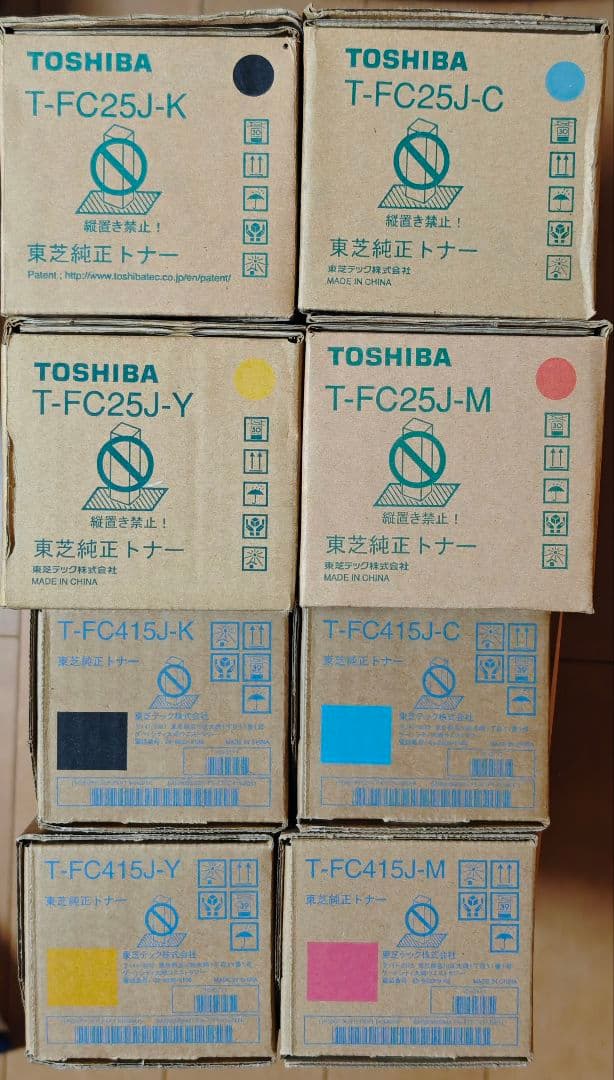 TOSHIBA
T-FC25J-K
30
縦置き禁止！
東芝純正トナー
Patent ; http://www.toshibatec.co.jp/en/patent/
TOSHIBA
T-FC25J-C
30
縦置き禁止！
東芝純正トナー
東芝テック株式会社
MADE IN CHINA
TOSHIBA
T-FC25J-Y
30
縦置き禁止！
東芝純正トナー
東芝テック株式会社
MADE IN CHINA
TOSHIBA
T-FC25J-M
30
縦置き禁止！
東芝純正トナー
東芝テック株式会社
MADE IN CHINA
T-FC415J-K
東芝純正トナー
39
東芝テック株式会社
MADE IN CHINA
T-FC415J-C
東芝純正トナー
39
東芝テック株式会社
MADE IN CHINA
T-FC415J-Y
東芝純正トナー
39
東芝テック株式会社
MADE IN CHINA
T-FC415J-M
東芝純正トナー
39
東芝テック株式会社
MADE IN CHINA